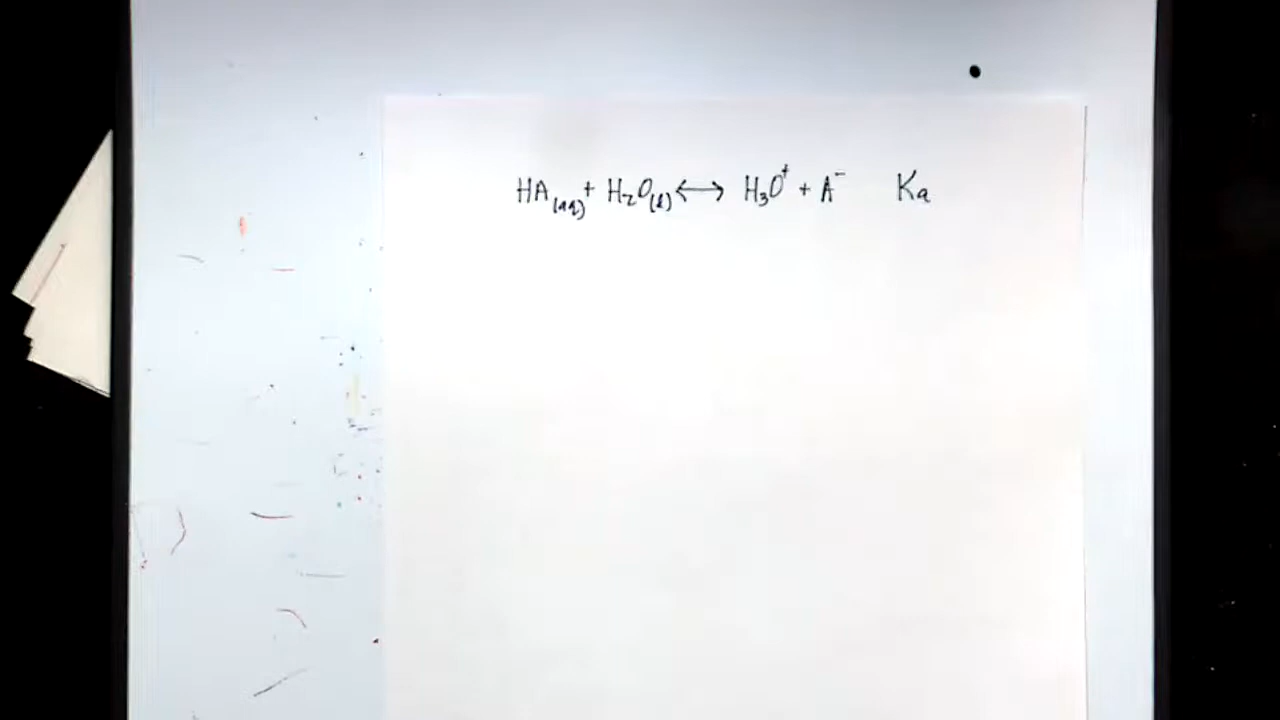 HA(aq) + H₂O(l) ⟷ H₃O⁺ + A⁻ Ka